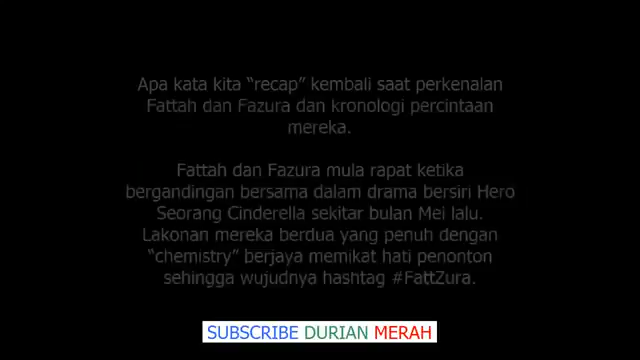 Apa kata kita “recap” kembali saat perkenalan
Fattah dan Fazura dan kronologi percintaan
mereka.
Fattah dan Fazura mula rapat ketika
bergandingan bersama dalam drama bersiri Hero
Seorang Cinderella sekitar bulan Mei lalu.
Lakonan mereka berdua yang penuh dengan
“chemistry” berjaya memikat hati penonton
sehingga wujudnya hashtag #FattZura.
SUBSCRIBE DURIAN MERAH